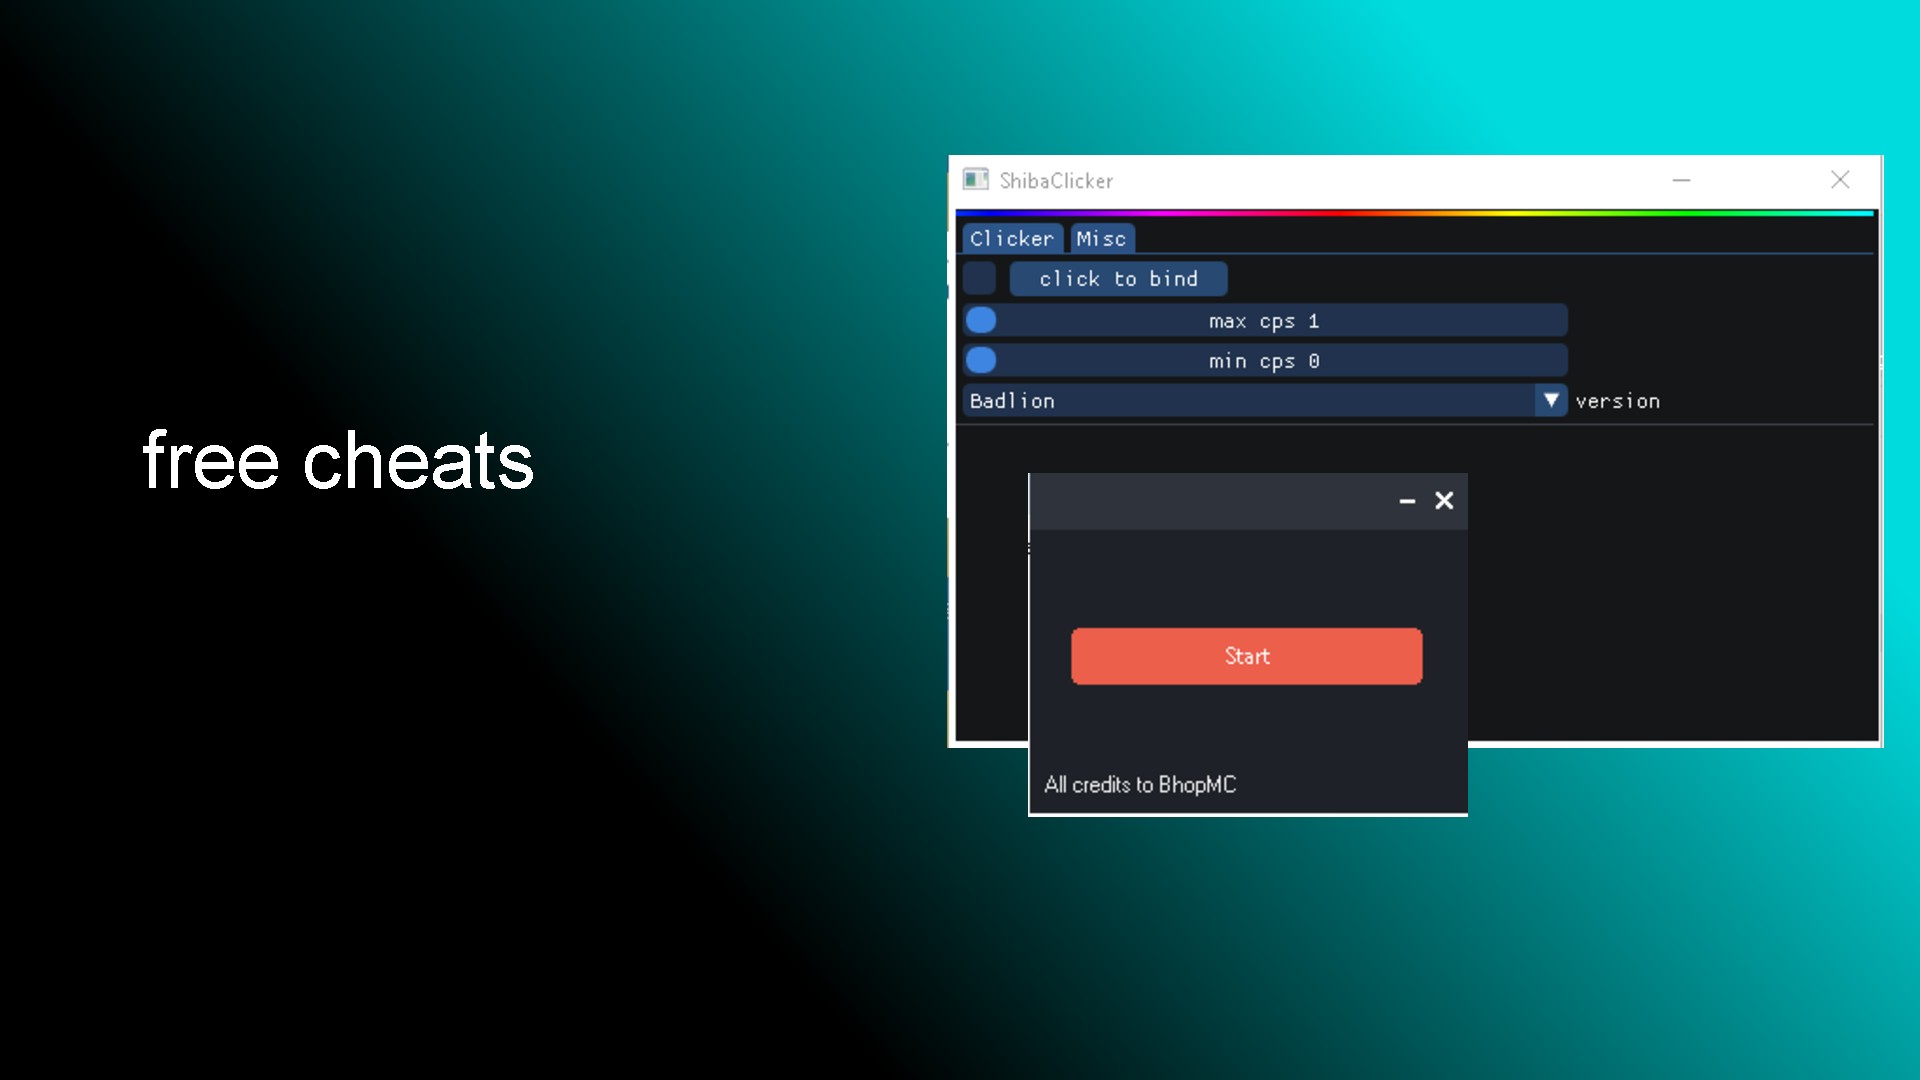 free cheats
ShibaClicker
Clicker Misc
click to bind
max cps 1
min cps 0
Badlion version
Start
All credits to BhopMC